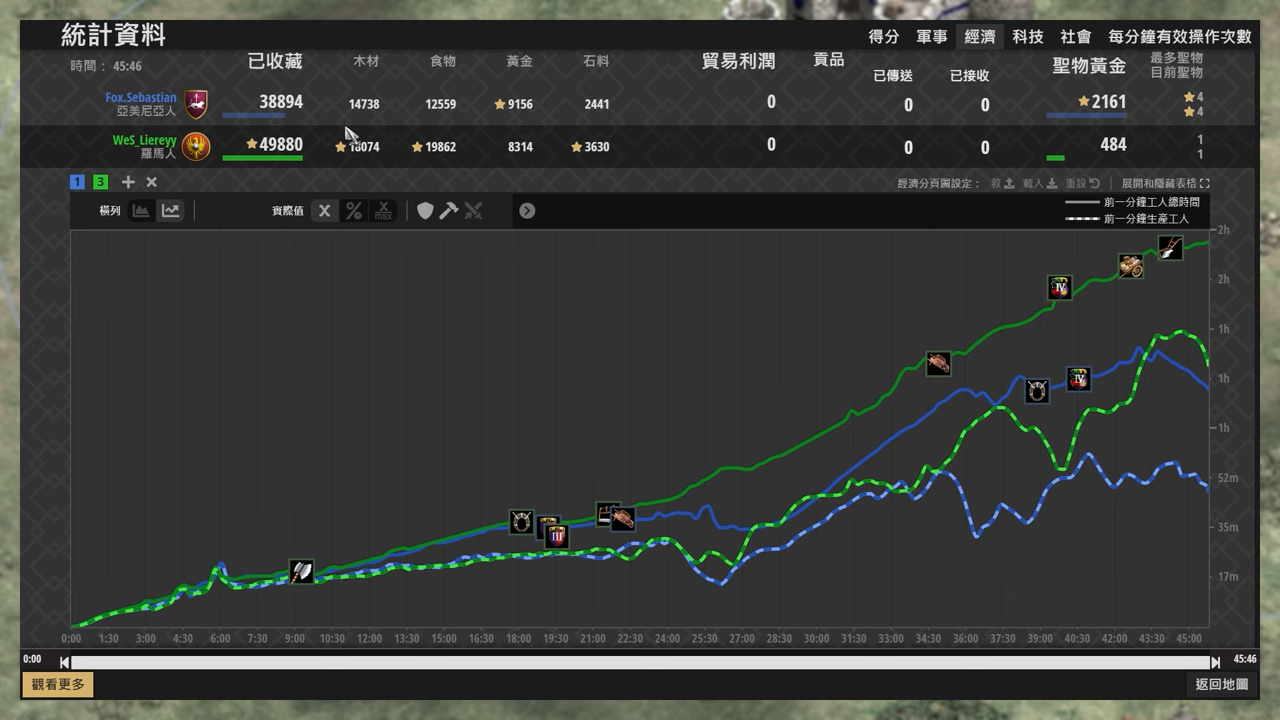 統計資料
得分 軍事 經濟 科技 社會 每分鐘有效操作次數
時間： 45:46
已收藏 木材 食物 黃金 石料 貿易利潤 貢品 已傳送 已接收 聖物黃金 最多聖物 目前聖物
Fox.Sebastian
亞美尼亞人
38894 14738 12559 9156 2441 0 0 0 2161 4 4
WeS_Liereyy
羅馬人
49880 18074 19862 8314 3630 0 0 0 484 1 1
1 3
經濟分頁圖設定： 載入 重設 展開和隱藏表格
橫列 實際值 X % X max
前一分鐘工人總時間
前一分鐘生產工人
2h
2h
1h
1h
1h
52m
35m
17m
IV
IV
III
0:00 1:30 3:00 4:30 6:00 7:30 9:00 10:30 12:00 13:30 15:00 16:30 18:00 19:30 21:00 22:30 24:00 25:30 27:00 28:30 30:00 31:30 33:00 34:30 36:00 37:30 39:00 40:30 42:00 43:30 45:00
0:00 45:46
觀看更多 返回地圖